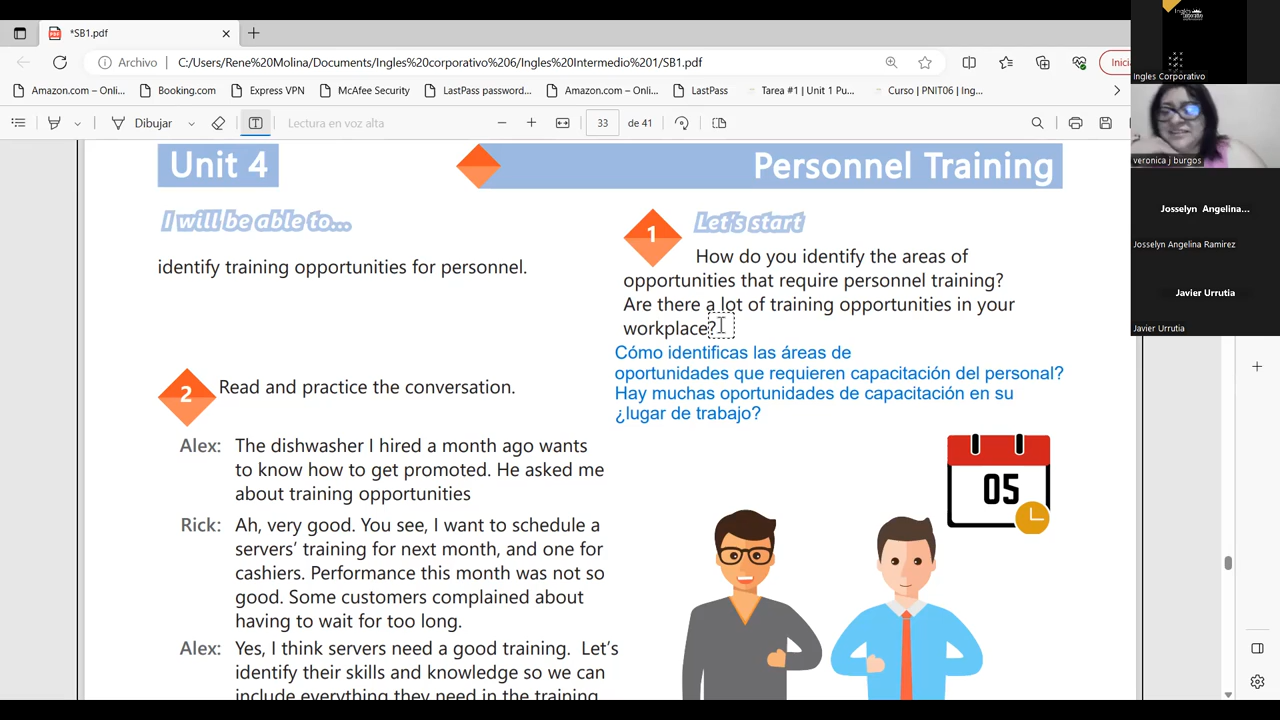 *SB1.pdf
Archivo
C:/Users/Rene%20Molina/Documents/Ingles%20corporativo%206/Ingles%20Intermedio%201/SB1.pdf
Inicia
Amazon.com – Onli...
Booking.com
Express VPN
McAfee Security
LastPass password...
Amazon.com – Onli...
LastPass
Tarea #1 | Unit 1 Pu...
Curso | PNIT06 | Ing...
Dibujar
Lectura en voz alta
33
de 41
Unit 4
Personnel Training
I will be able to...
identify training opportunities for personnel.
1
Let's start
How do you identify the areas of
opportunities that require personnel training?
Are there a lot of training opportunities in your
workplace?
Cómo identificas las áreas de
oportunidades que requieren capacitación del personal?
Hay muchas oportunidades de capacitación en su
¿lugar de trabajo?
2
Read and practice the conversation.
Alex: The dishwasher I hired a month ago wants
to know how to get promoted. He asked me
about training opportunities
Rick: Ah, very good. You see, I want to schedule a
servers' training for next month, and one for
cashiers. Performance this month was not so
good. Some customers complained about
having to wait for too long.
Alex: Yes, I think servers need a good training. Let's
identify their skills and knowledge so we can
include everything they need in the training
05
Inglés
Corporativo
Ingles Corporativo
veronica j burgos
Josselyn Angelina...
Josselyn Angelina Ramirez
Javier Urrutia
Javier Urrutia